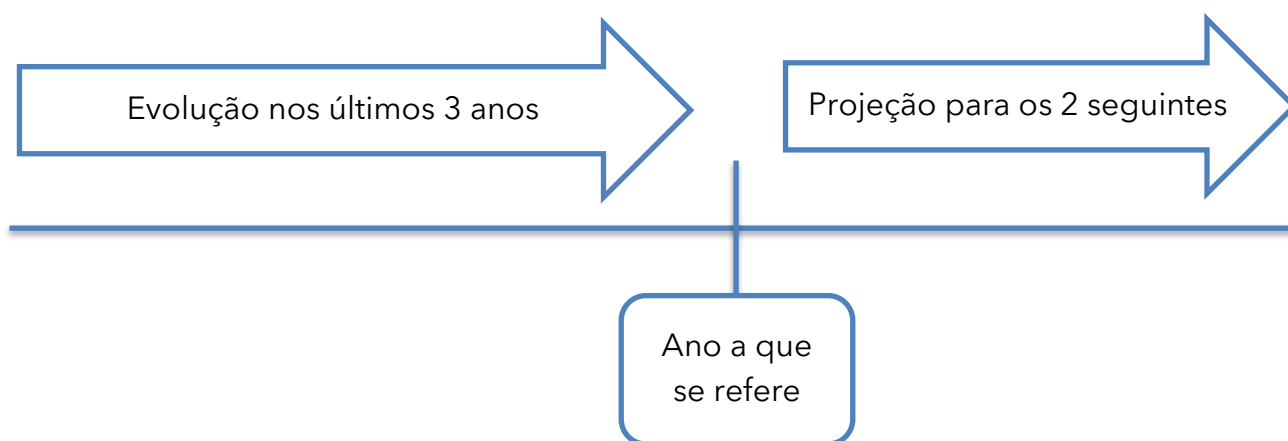 Evolução nos últimos 3 anos
Projeção para os 2 seguintes
Ano a que
se refere